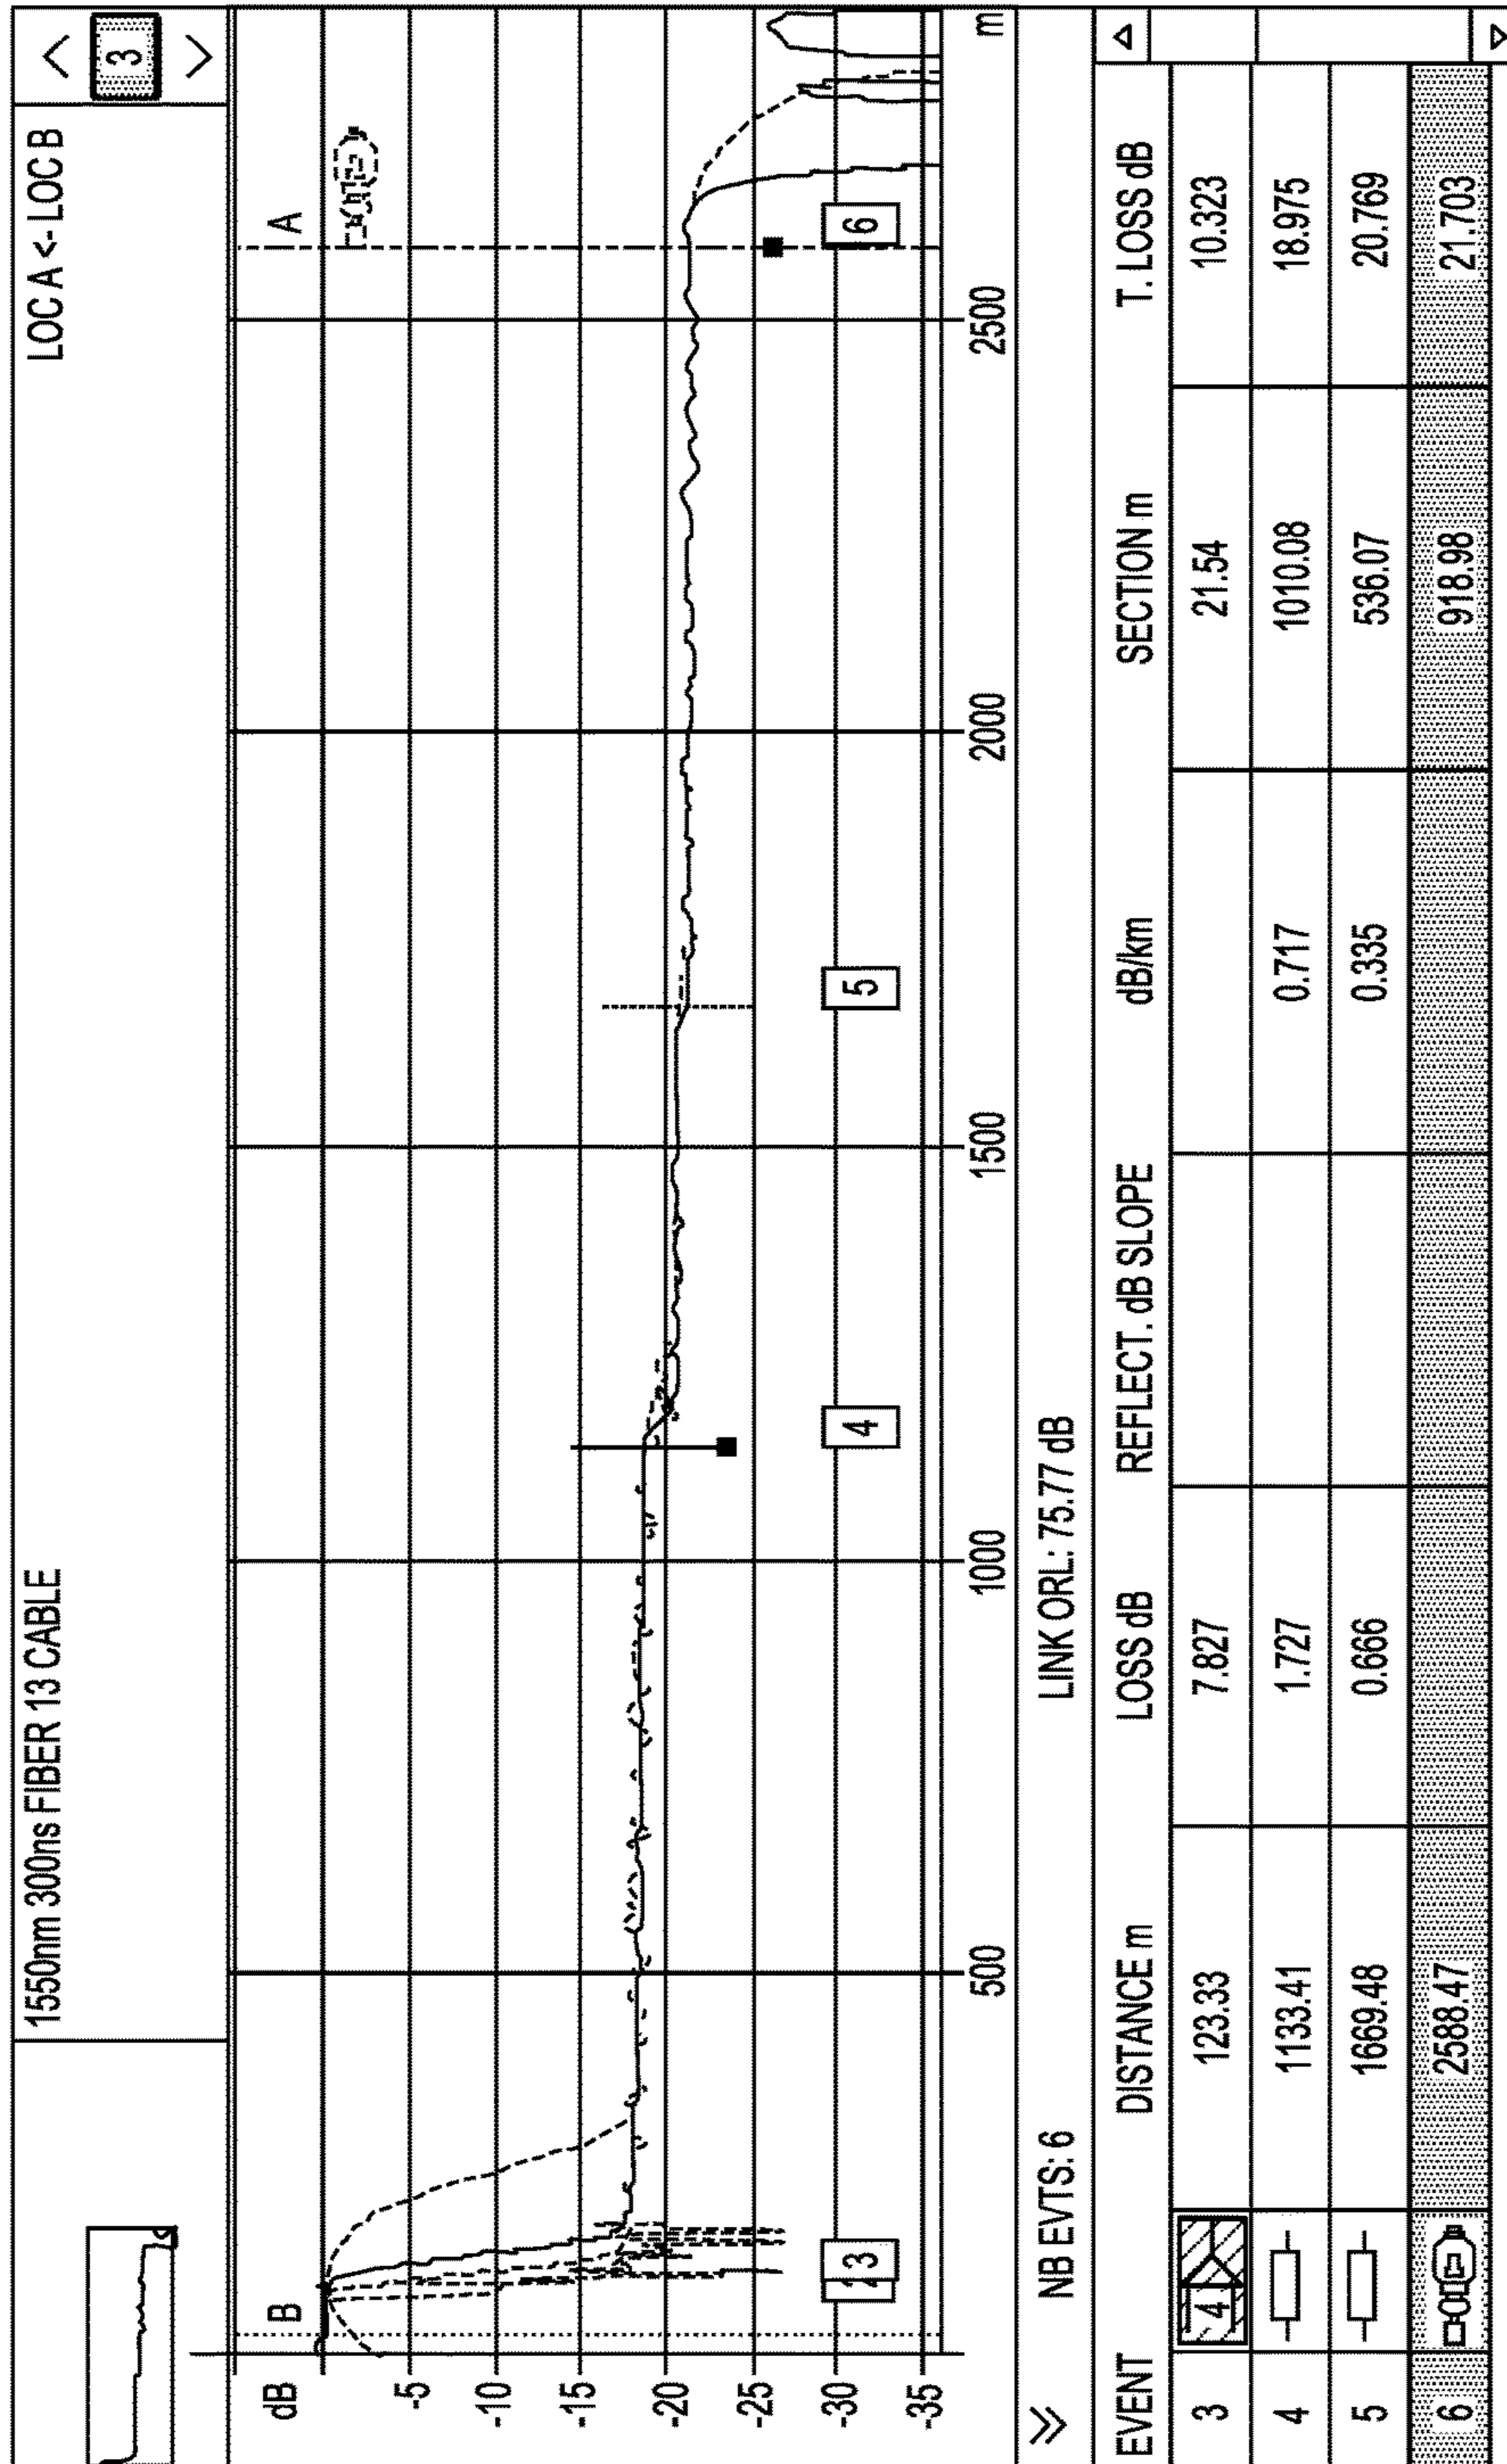 1550nm 300ns FIBER 13 CABLE LOC A <- LOC B
3
dB B A
-5
-10
-15
-20
-25
-30
-35
3 4 5 6
500 1000 1500 2000 2500 m
NB EVTS: 6 LINK ORL: 75.77 dB
EVENT DISTANCE m LOSS dB REFLECT. dB SLOPE dB/km SECTION m T. LOSS dB
3 4 123.33 7.827 21.54 10.323
4 1133.41 1.727 0.717 1010.08 18.975
5 1669.48 0.666 0.335 536.07 20.769
6 2588.47 918.98 21.703